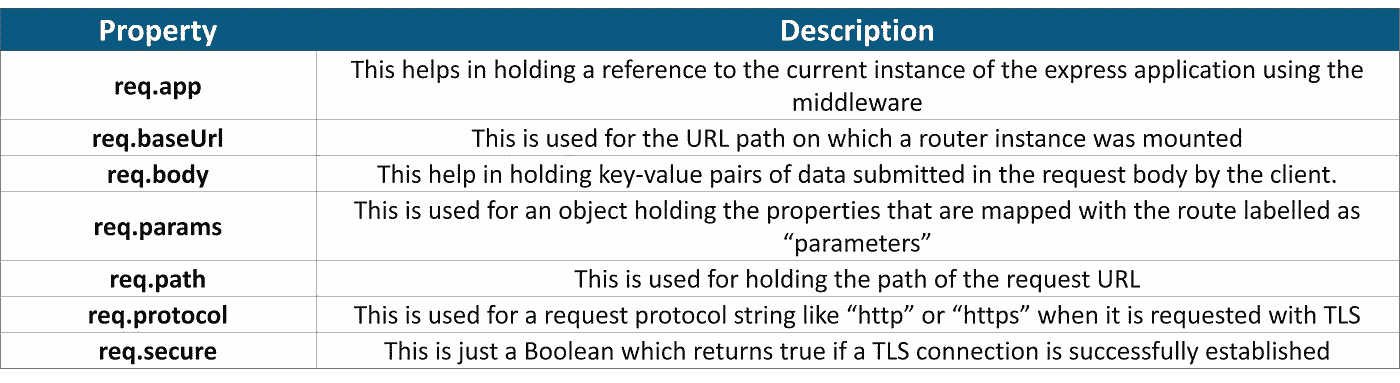 Property Description
req.app This helps in holding a reference to the current instance of the express application using the
middleware
req.baseUrl This is used for the URL path on which a router instance was mounted
req.body This help in holding key-value pairs of data submitted in the request body by the client.
req.params This is used for an object holding the properties that are mapped with the route labelled as
“parameters”
req.path This is used for holding the path of the request URL
req.protocol This is used for a request protocol string like “http” or “https” when it is requested with TLS
req.secure This is just a Boolean which returns true if a TLS connection is successfully established